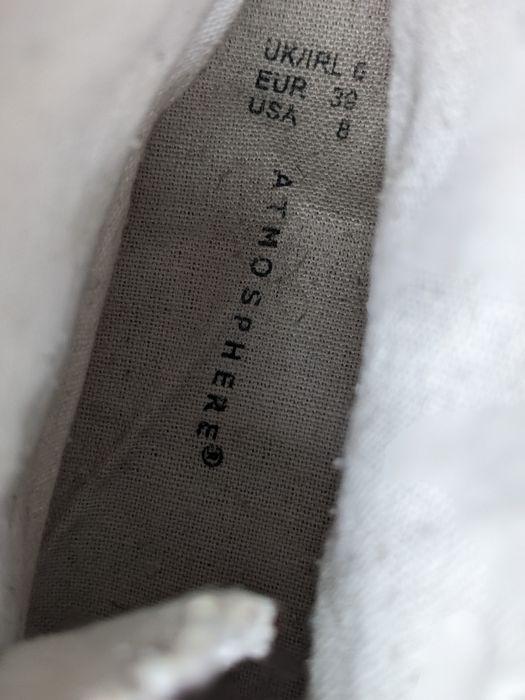 UK/IRL 6
EUR 39
USA 8
ATMOSPHERE®